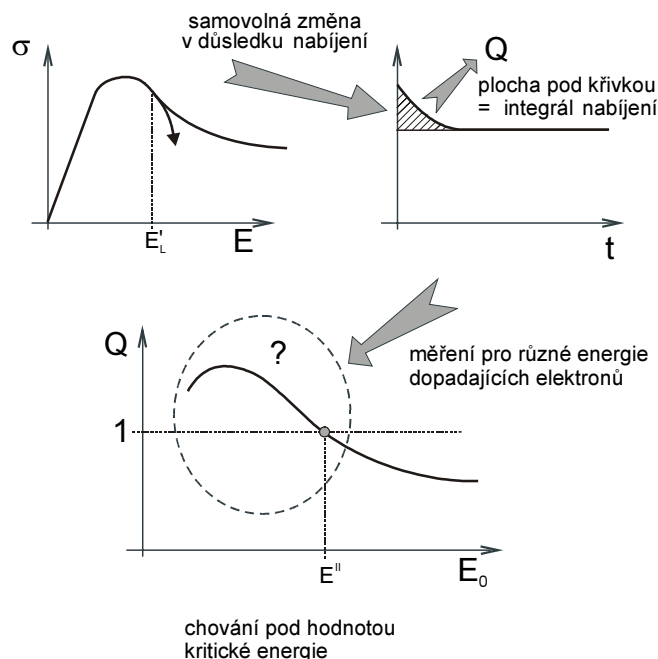 samovolná změna
v důsledku nabíjení
σ
Q
plocha pod křivkou
= integrál nabíjení
E'L
E
t
Q
?
měření pro různé energie
dopadajících elektronů
1
E"
E0
chování pod hodnotou
kritické energie